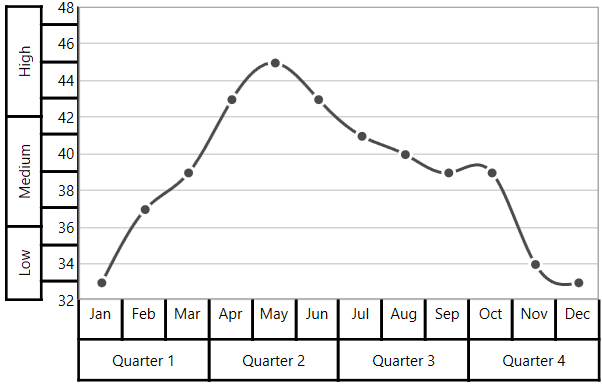 48
46
44
42
40
38
36
34
32
High
Medium
Low
Jan Feb Mar Apr May Jun Jul Aug Sep Oct Nov Dec
Quarter 1 Quarter 2 Quarter 3 Quarter 4